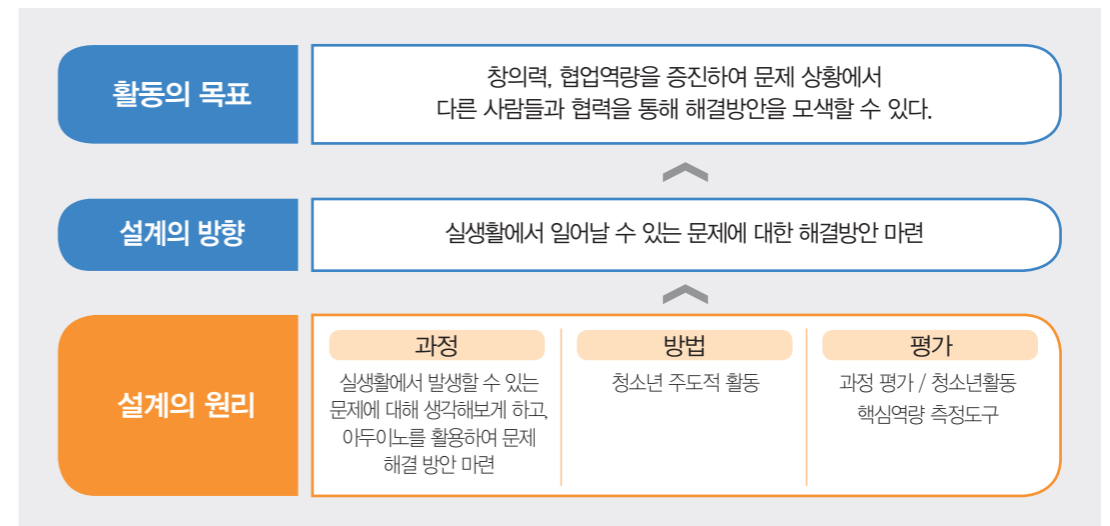 활동의 목표
창의력, 협업역량을 증진하여 문제 상황에서
다른 사람들과 협력을 통해 해결방안을 모색할 수 있다.
설계의 방향
실생활에서 일어날 수 있는 문제에 대한 해결방안 마련
설계의 원리
과정
실생활에서 발생할 수 있는
문제에 대해 생각해보게 하고,
아두이노를 활용하여 문제
해결 방안 마련
방법
청소년 주도적 활동
평가
과정 평가 / 청소년활동
핵심역량 측정도구